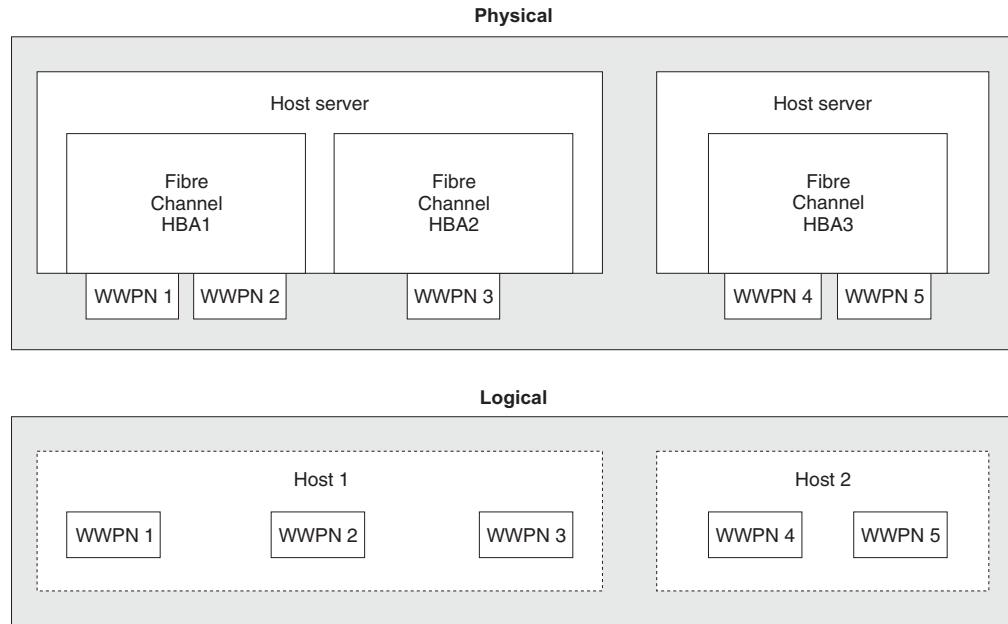 Physical
Host server
Host server
Fibre
Channel
HBA1
Fibre
Channel
HBA2
Fibre
Channel
HBA3
WWPN 1
WWPN 2
WWPN 3
WWPN 4
WWPN 5
Logical
Host 1
Host 2
WWPN 1
WWPN 2
WWPN 3
WWPN 4
WWPN 5